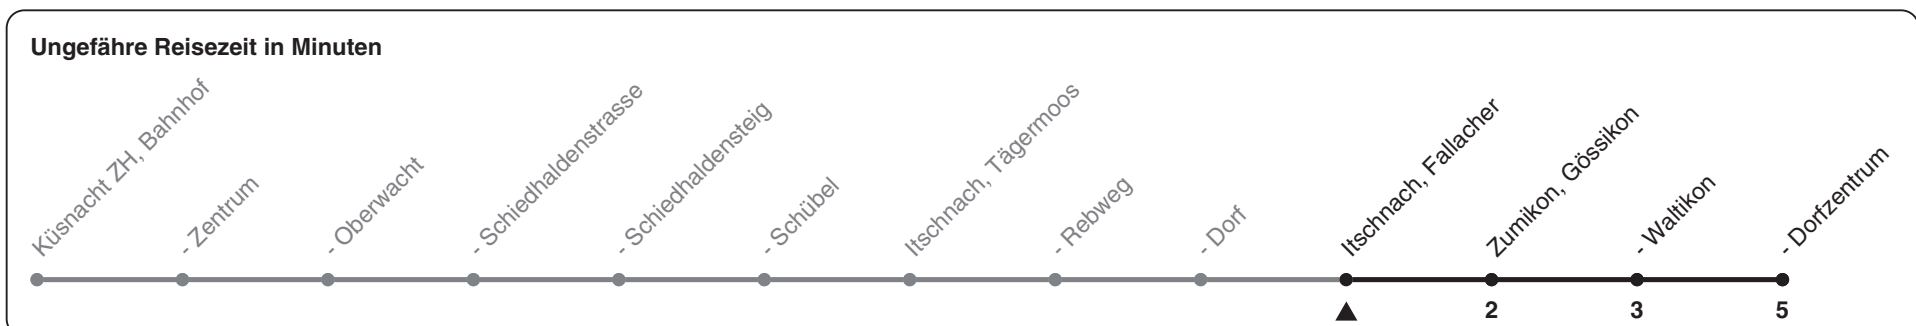 Ungefähre Reisezeit in Minuten
Küsnacht ZH, Bahnhof
- Zentrum
- Oberwacht
- Schiedhaldenstrasse
- Schiedhaldensteig
- Schübel
Itschnach, Tägermoos
- Rebweg
- Dorf
Itschnach, Fallacher
Zumikon, Gössikon
- Waltikon
- Dorfzentrum
2
3
5